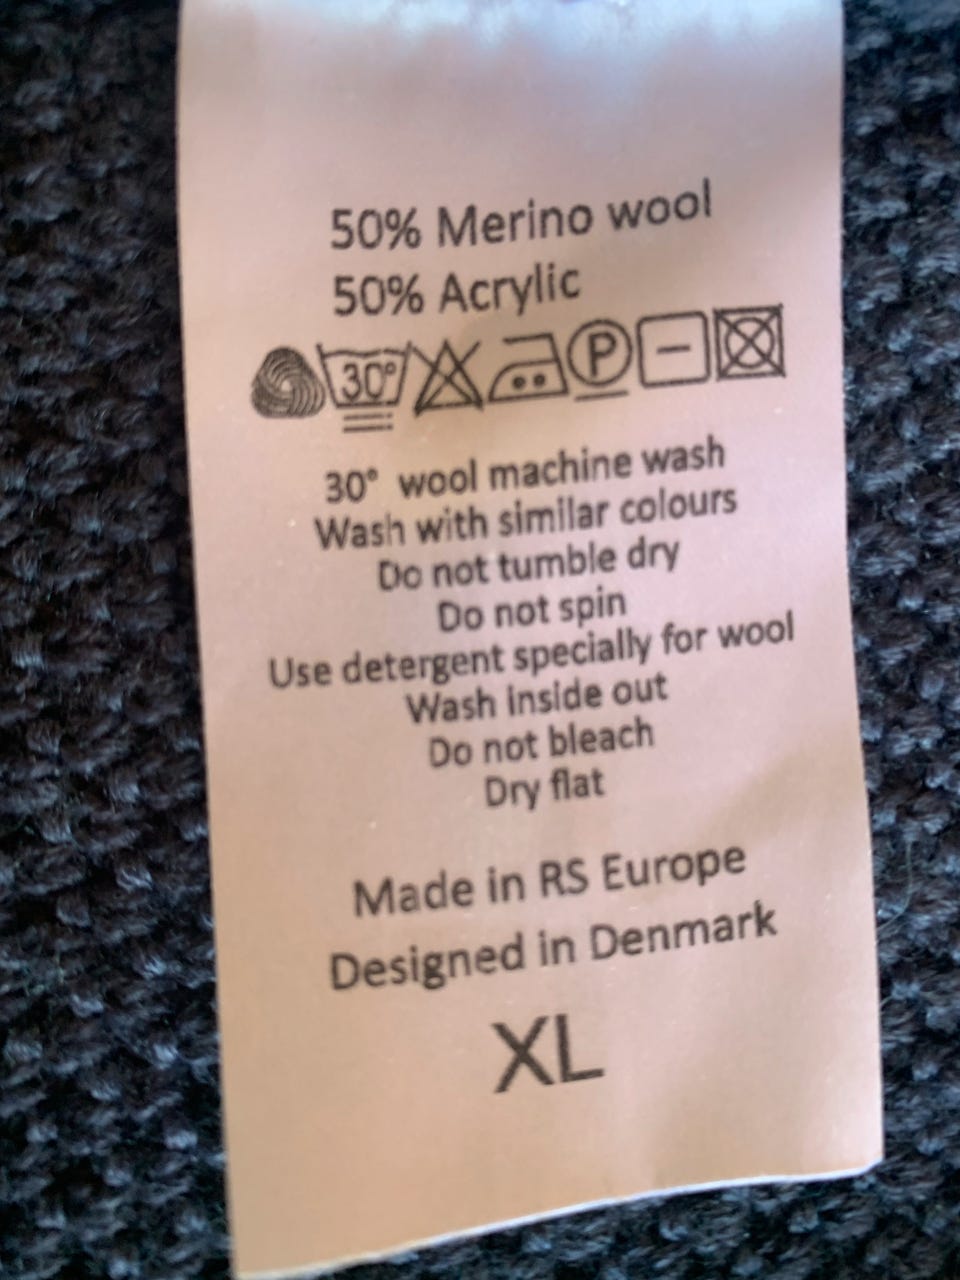 50% Merino wool
50% Acrylic
30° P
30° wool machine wash
Wash with similar colours
Do not tumble dry
Do not spin
Use detergent specially for wool
Wash inside out
Do not bleach
Dry flat
Made in RS Europe
Designed in Denmark
XL